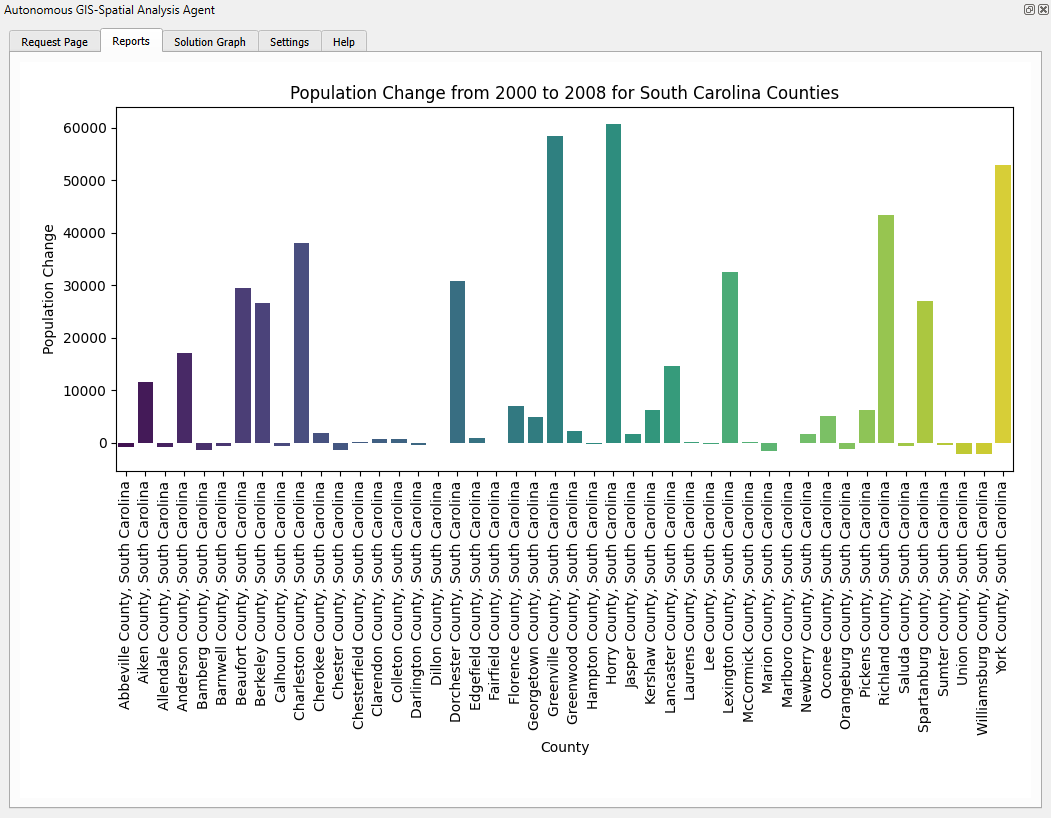 Autonomous GIS-Spatial Analysis Agent
Request Page
Reports
Solution Graph
Settings
Help
Population Change from 2000 to 2008 for South Carolina Counties
Population Change
60000
50000
40000
30000
20000
10000
0
Abbeville County, South Carolina
Aiken County, South Carolina
Allendale County, South Carolina
Anderson County, South Carolina
Bamberg County, South Carolina
Barnwell County, South Carolina
Beaufort County, South Carolina
Berkeley County, South Carolina
Calhoun County, South Carolina
Charleston County, South Carolina
Cherokee County, South Carolina
Chester County, South Carolina
Chesterfield County, South Carolina
Clarendon County, South Carolina
Colleton County, South Carolina
Darlington County, South Carolina
Dillon County, South Carolina
Dorchester County, South Carolina
Edgefield County, South Carolina
Fairfield County, South Carolina
Florence County, South Carolina
Georgetown County, South Carolina
Greenville County, South Carolina
Greenwood County, South Carolina
Hampton County, South Carolina
Horry County, South Carolina
Jasper County, South Carolina
Kershaw County, South Carolina
Lancaster County, South Carolina
Laurens County, South Carolina
Lee County, South Carolina
Lexington County, South Carolina
McCormick County, South Carolina
Marion County, South Carolina
Marlboro County, South Carolina
Newberry County, South Carolina
Oconee County, South Carolina
Orangeburg County, South Carolina
Pickens County, South Carolina
Richland County, South Carolina
Saluda County, South Carolina
Spartanburg County, South Carolina
Sumter County, South Carolina
Union County, South Carolina
Williamsburg County, South Carolina
York County, South Carolina
County